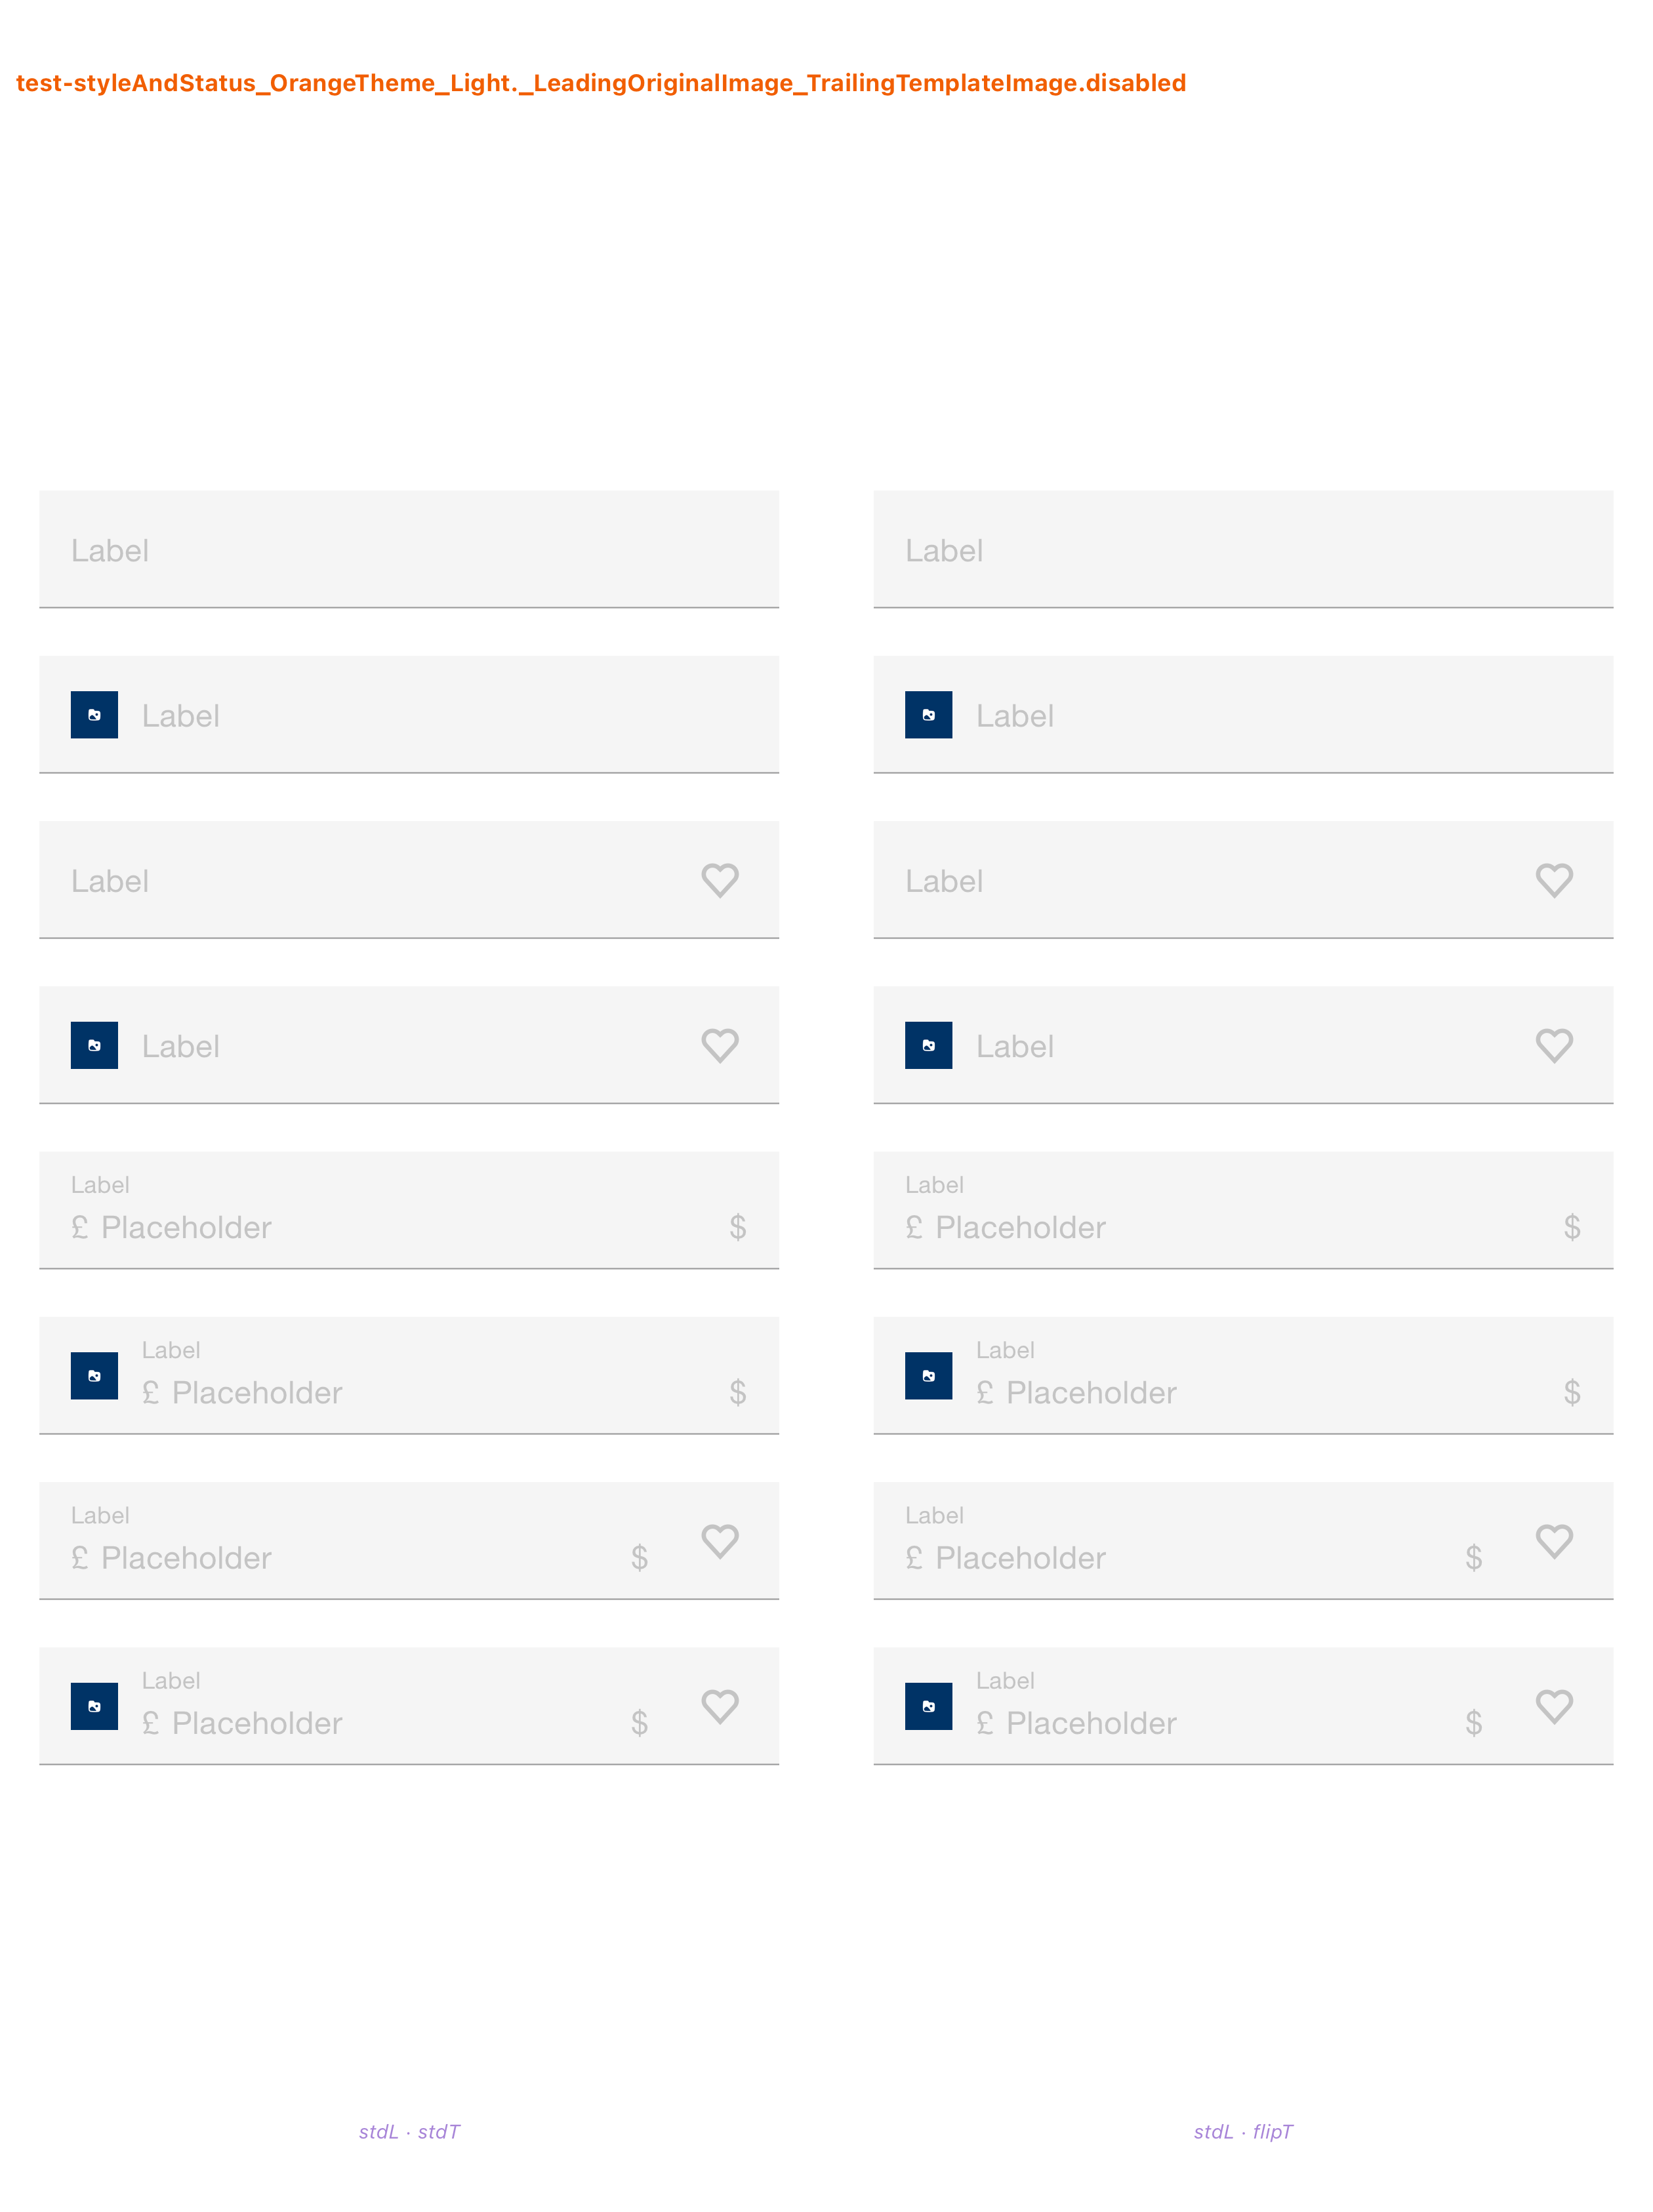 test-styleAndStatus_OrangeTheme_Light._LeadingOriginalImage_TrailingTemplateImage.disabled
Label
Label
Label
Label
Label
Label
Label
Label
Label
Label
£ Placeholder $
£ Placeholder $
Label
Label
£ Placeholder $
£ Placeholder $
Label
Label
£ Placeholder $
£ Placeholder $
Label
Label
£ Placeholder $
£ Placeholder $
stdL · stdT
stdL · flipT